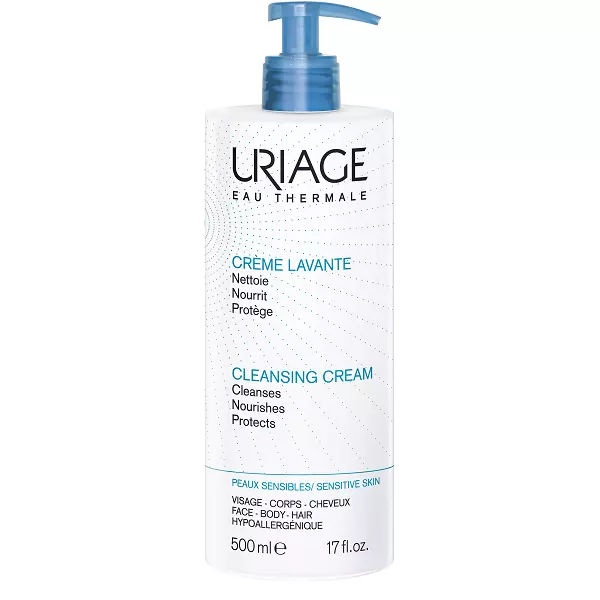 URIAGE
EAU THERMALE
CRÈME LAVANTE
Nettoie
Nourrit
Protège
CLEANSING CREAM
Cleanses
Nourishes
Protects
PEAUX SENSIBLES/ SENSITIVE SKIN
VISAGE - CORPS - CHEVEUX
FACE - BODY - HAIR
HYPOALLERGÉNIQUE
500 ml ℮ 17 fl.oz.